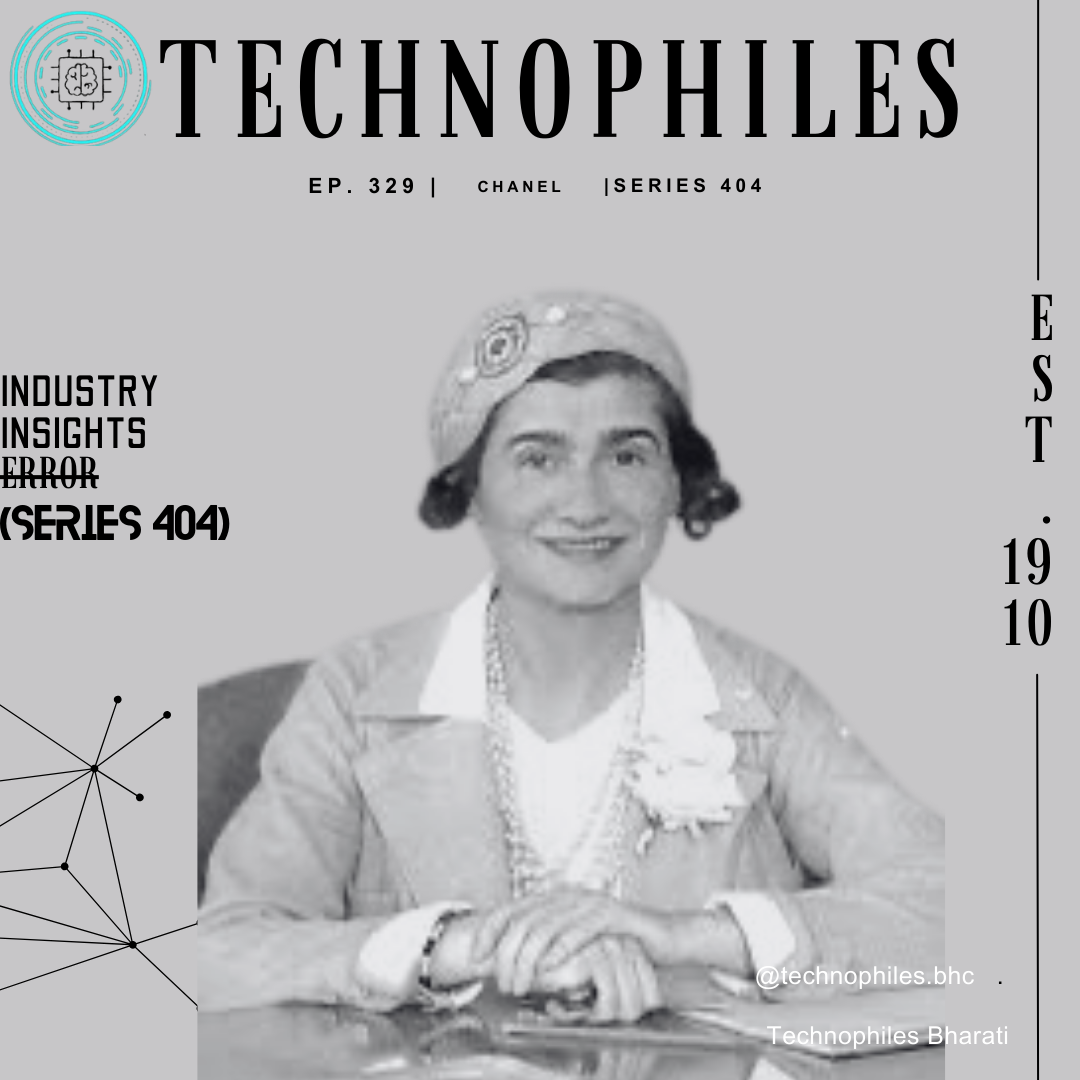 TECHNOPHILES
EP. 329 | CHANEL |SERIES 404
INDUSTRY
INSIGHTS
ERROR
(SERIES 404)
E
S
T
.
19
10
@technophiles.bhc .
Technophiles Bharati